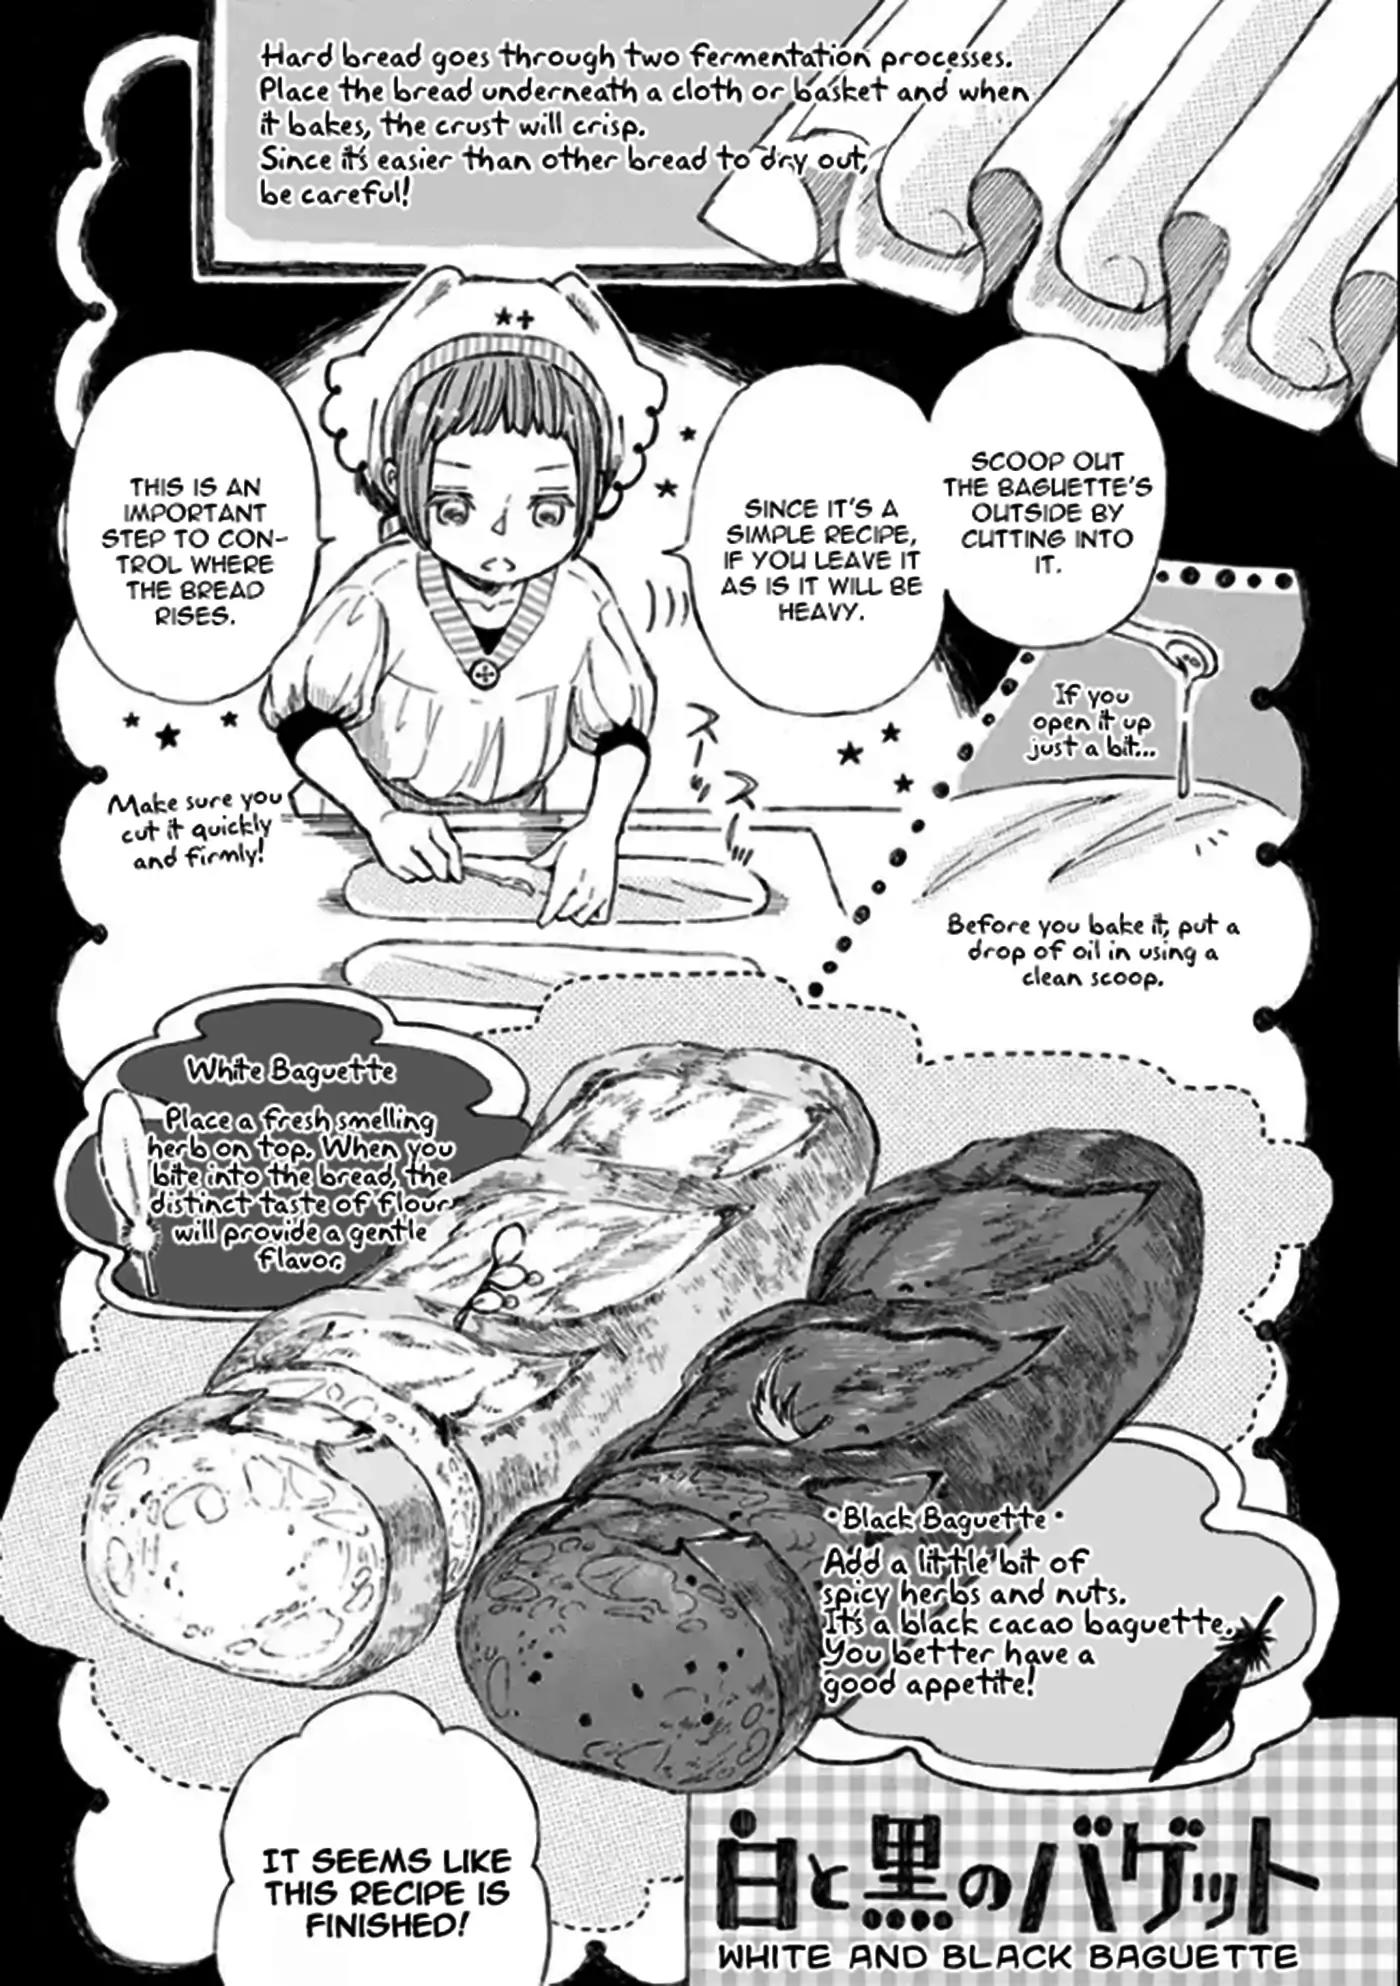 Hard bread goes through two fermentation processes.
Place the bread underneath a cloth or basket and when
it bakes, the crust will crisp.
Since it's easier than other bread to dry out,
be careful!
SCOOP OUT
THE BAGUETTE'S
OUTSIDE BY
CUTTING INTO
IT.
SINCE IT'S A
SIMPLE RECIPE,
IF YOU LEAVE IT
AS IS IT WILL BE
HEAVY.
THIS IS AN
IMPORTANT
STEP TO CON-
TROL WHERE
THE BREAD
RISES.
If you
open it up
just a bit...
スーッ
スーッ
Make sure you
cut it quickly
and firmly!
Before you bake it, put a
drop of oil in using a
clean scoop.
White Baguette
Place a fresh smelling
herb on top. When you
bite into the bread, the
distinct taste of flour
will provide a gentle
flavor.
・Black Baguette・
Add a little bit of
spicy herbs and nuts.
It's a black cacao baguette.
You better have a
good appetite!
IT SEEMS LIKE
THIS RECIPE IS
FINISHED!
白と黒のバゲット
WHITE AND BLACK BAGUETTE